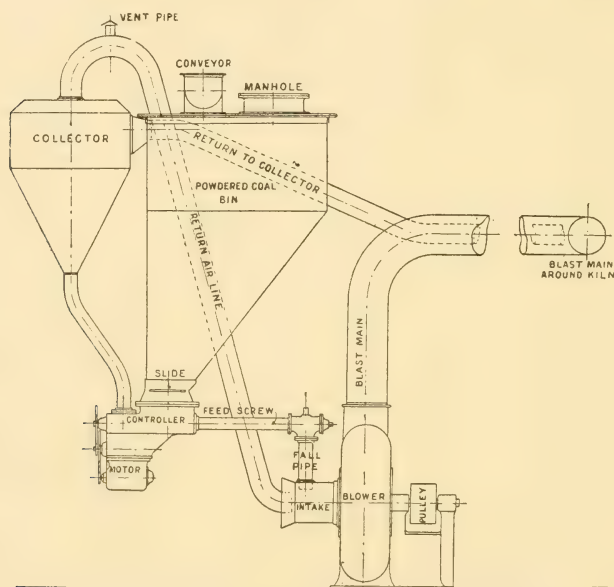 VENT PIPE
CONVEYOR
MANHOLE
COLLECTOR
RETURN TO COLLECTOR
POWDERED COAL
BIN
RETURN AIR LINE
BLAST MAIN
AROUND KILN
BLAST MAIN
SLIDE
FEED SCREW
CONTROLLER
FALL
PIPE
MOTOR
INTAKE
BLOWER
PULLEY